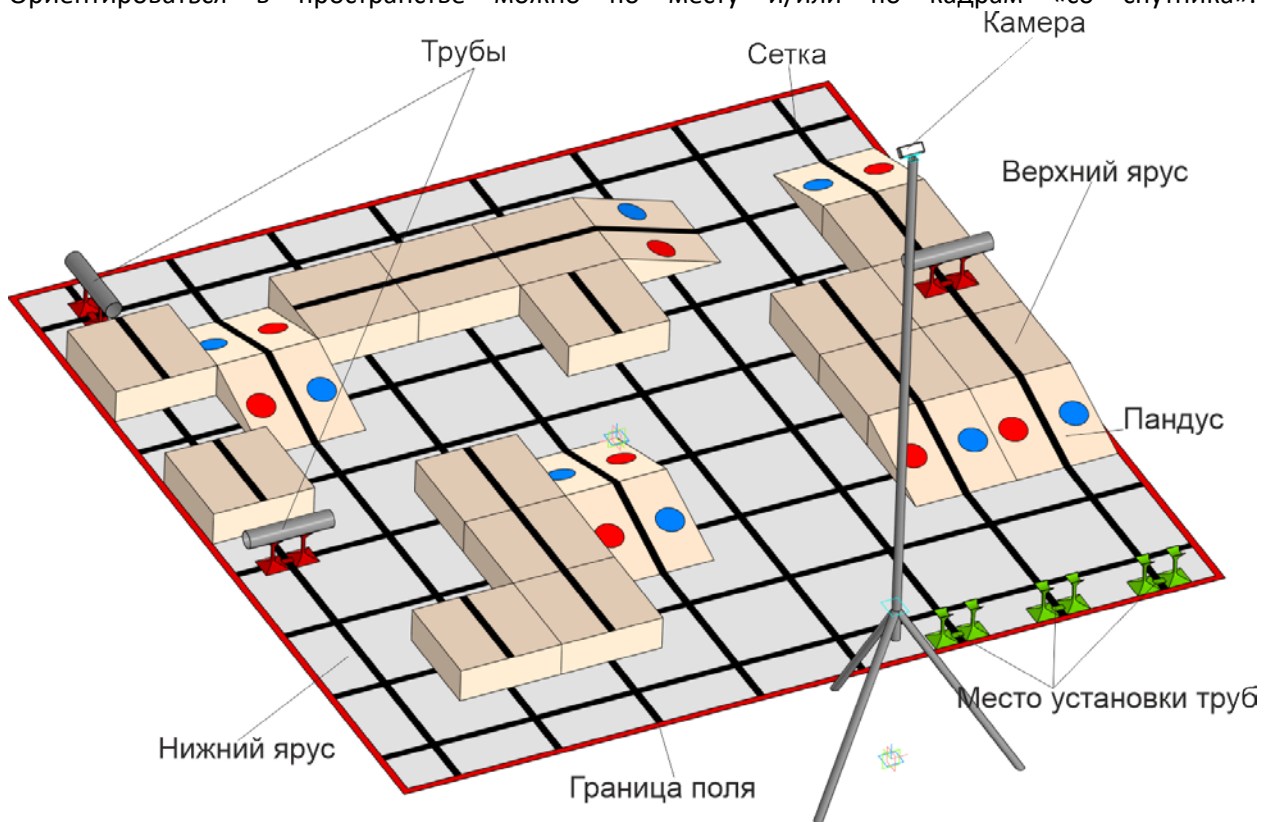 Ориентироваться в пространстве можно по месту и/или по кадрам «со спутника».
Камера
Трубы
Сетка
Верхний ярус
Пандус
Место установки труб
Нижний ярус
Граница поля